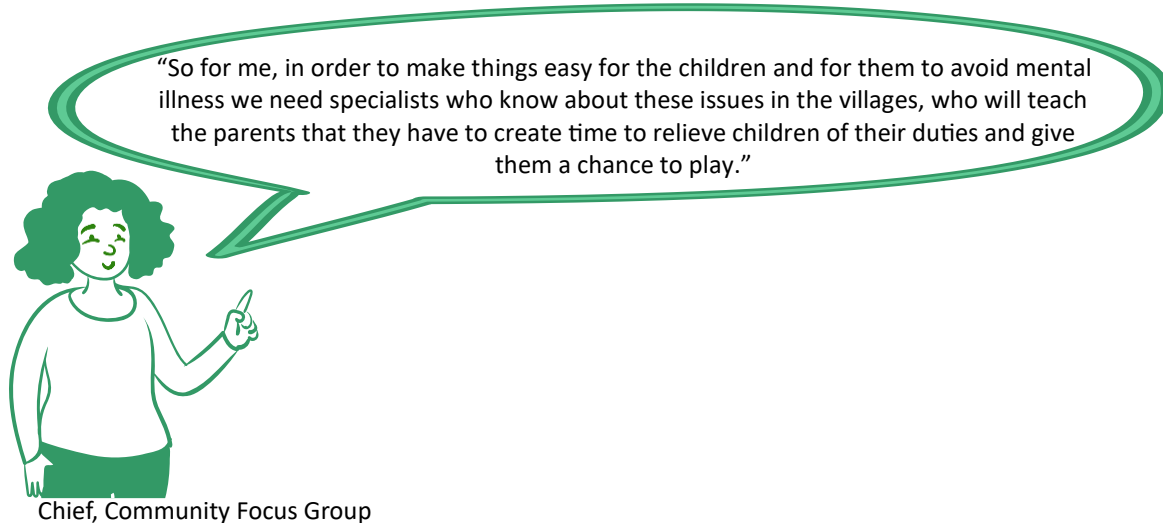 “So for me, in order to make things easy for the children and for them to avoid mental
illness we need specialists who know about these issues in the villages, who will teach
the parents that they have to create time to relieve children of their duties and give
them a chance to play.”
Chief, Community Focus Group